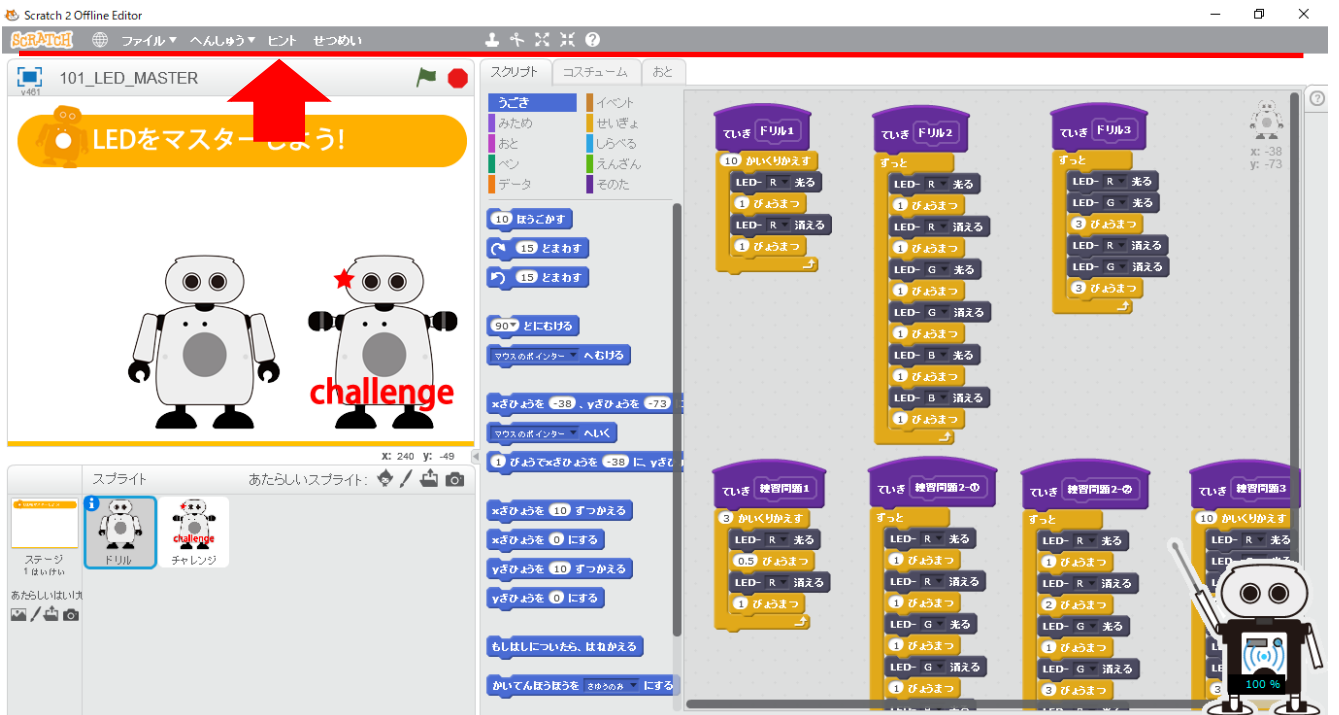 Scratch 2 Offline Editor
SCRATCH ファイル▼ へんしゅう▼ ヒント せつめい
v461
101_LED_MASTER
LEDをマスターしよう!
challenge
X: 240 y: -49
スプライト あたらしいスプライト:
ステージ
1 はいけい
あたらしいはいけ
ドリル
challenge
チャレンジ
スクリプト コスチューム おと
うごき イベント
みため せいぎょ
おと しらべる
ペン えんざん
データ そのた
10 ほうごかす
15 どまわす
15 どまわす
90▼ どにむける
マウスのポインター へむける
xざひょうを -38 、yざひょうを -73
マウスのポインター へいく
1 びょうでxざひょうを -38 に、yざ
xざひょうを 10 ずつかえる
xざひょうを 0 にする
yざひょうを 10 ずつかえる
yざひょうを 0 にする
もしはしについたら、はねかえる
かいてんほうほうを さゆうのみ にする
ていぎ ドリル1
10 かいくりかえす
LED- R 光る
1 びょうまつ
LED- R 消える
1 びょうまつ
ていぎ ドリル2
ずっと
LED- R 光る
1 びょうまつ
LED- R 消える
1 びょうまつ
LED- G 光る
1 びょうまつ
LED- G 消える
1 びょうまつ
LED- B 光る
1 びょうまつ
LED- B 消える
1 びょうまつ
ていぎ ドリル3
ずっと
LED- R 光る
LED- G 光る
3 びょうまつ
LED- R 消える
LED- G 消える
3 びょうまつ
x: -38
y: -73
ていぎ 練習問題1
3 かいくりかえす
LED- R 光る
0.5 びょうまつ
LED- R 消える
1 びょうまつ
ていぎ 練習問題2-①
ずっと
LED- R 光る
1 びょうまつ
LED- R 消える
1 びょうまつ
LED- G 光る
1 びょうまつ
LED- G 消える
1 びょうまつ
ていぎ 練習問題2-②
ずっと
LED- R 光る
1 びょうまつ
LED- R 消える
2 びょうまつ
LED- G 光る
1 びょうまつ
LED- G 消える
3 びょうまつ
ていぎ 練習問題3
10 かいくりかえす
LED- R 光る
100 %